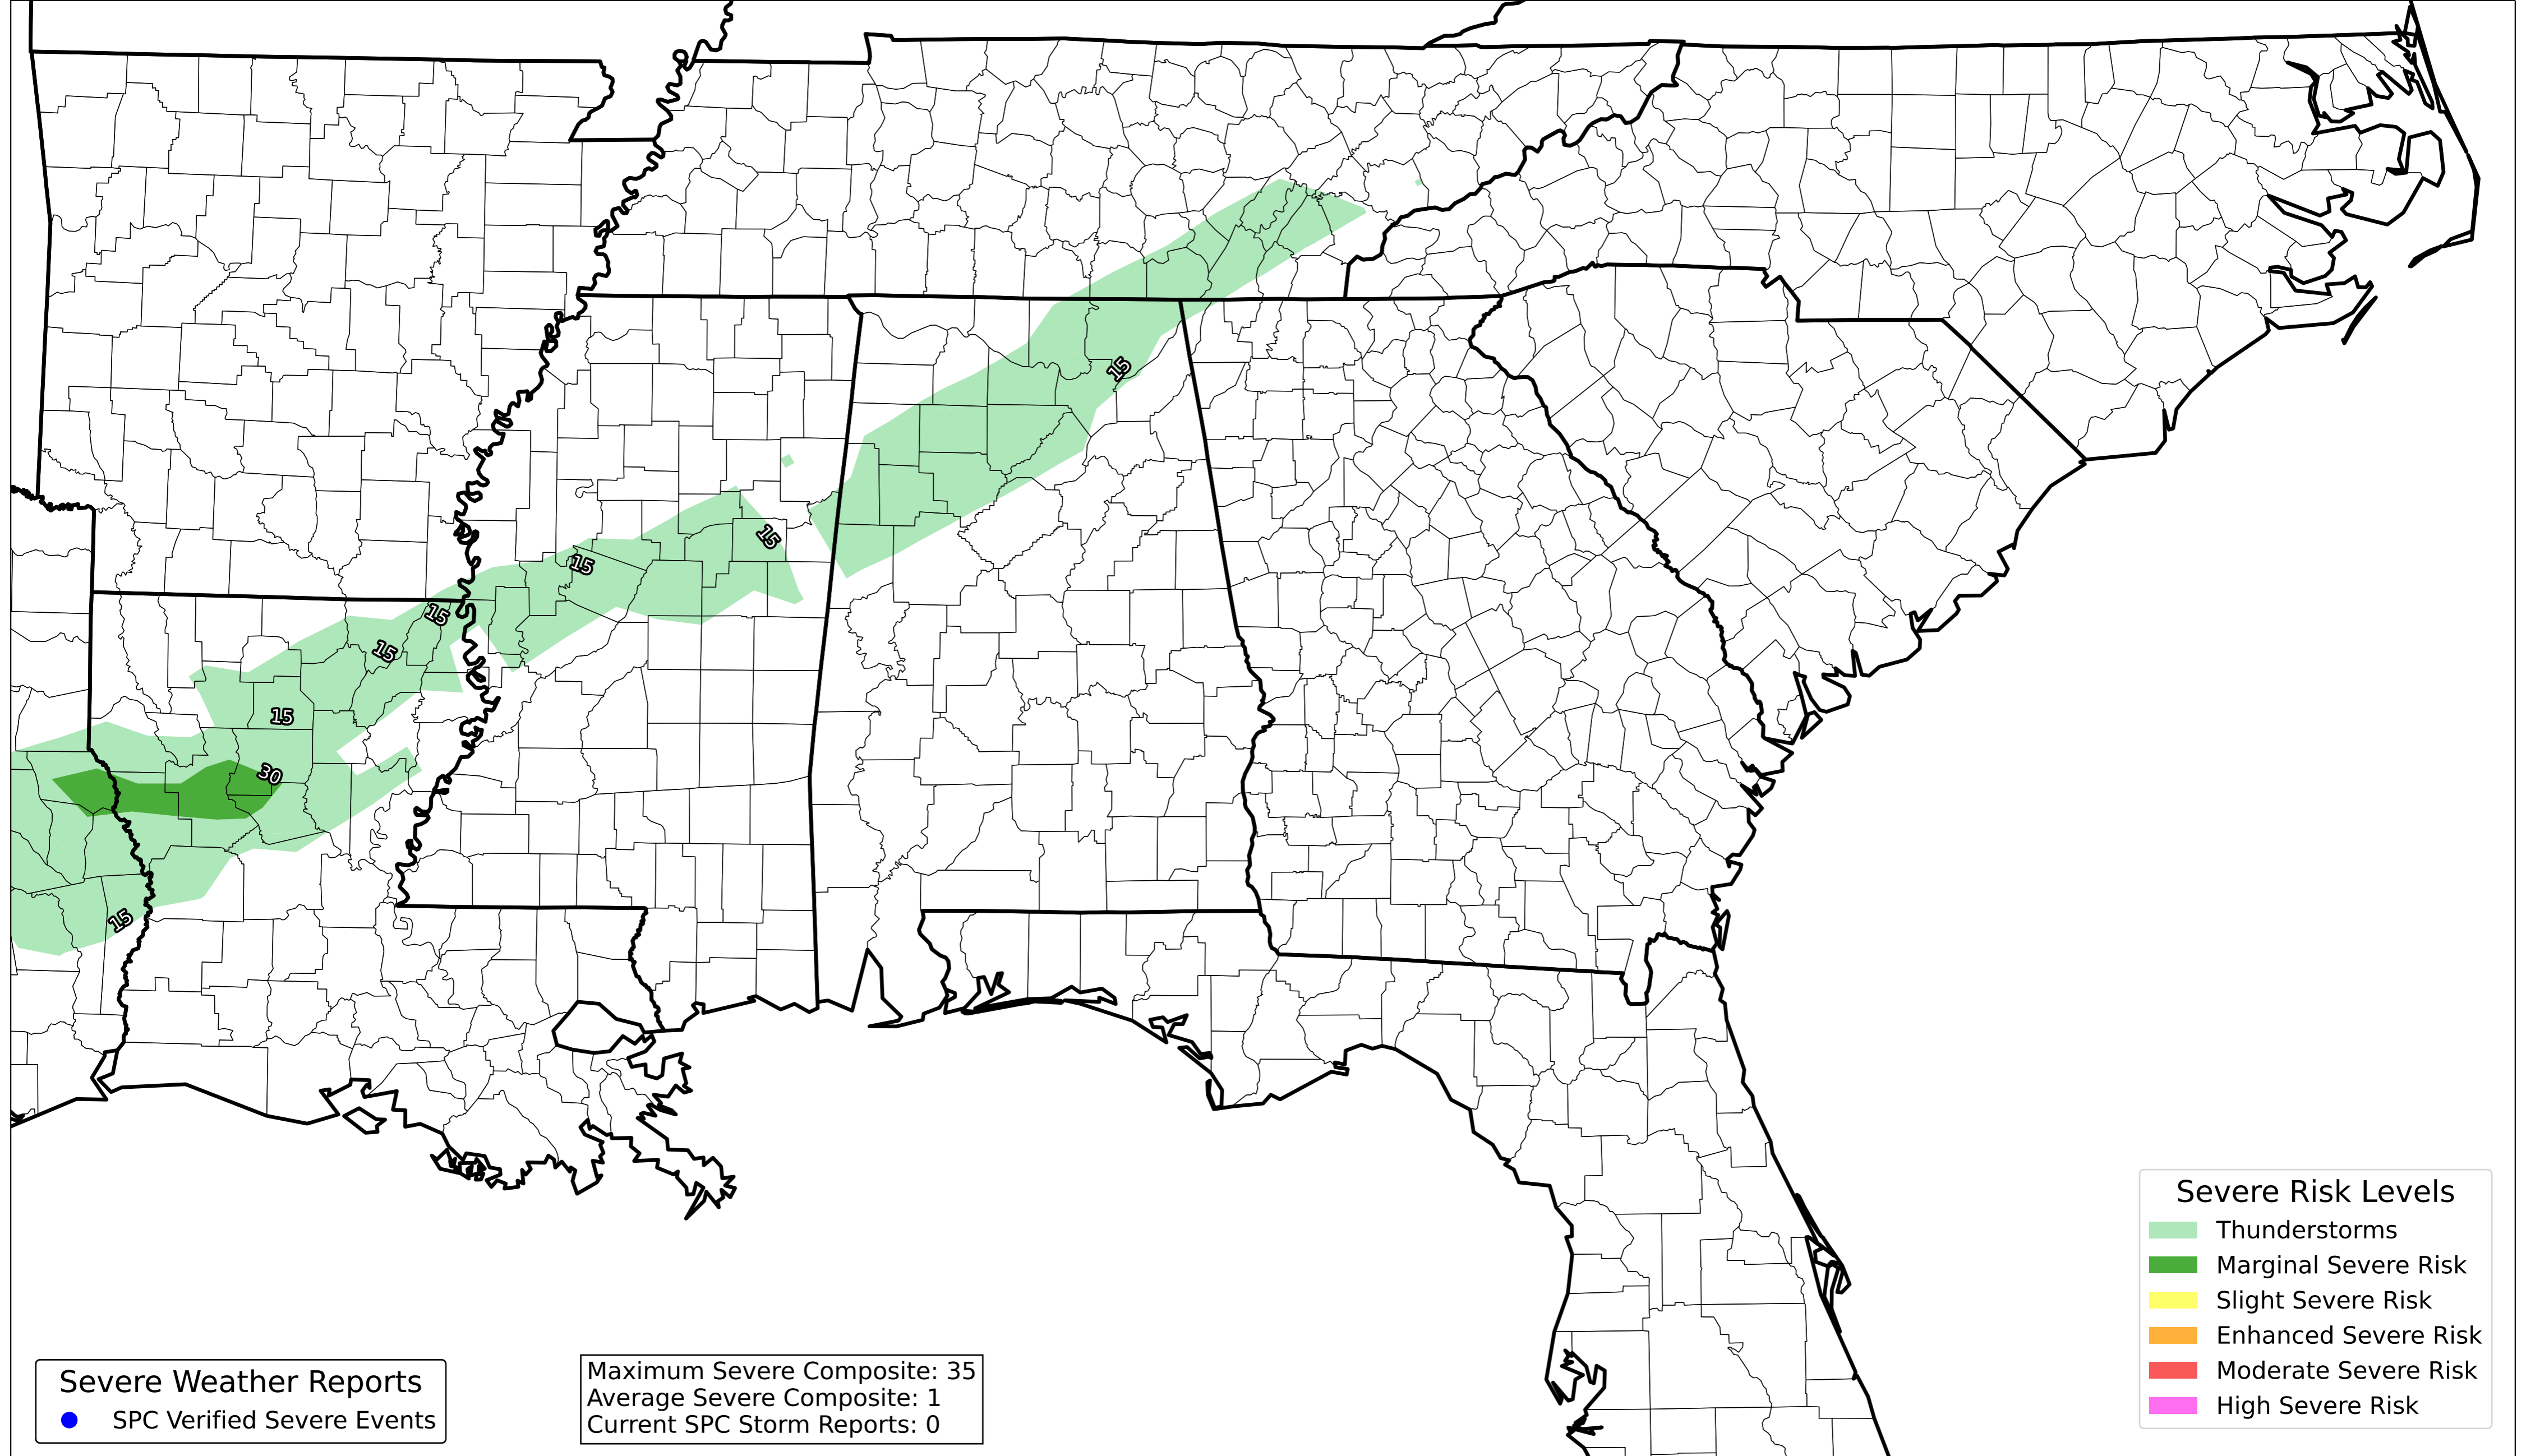 15
15
15
15
15
15
30
15
Severe Risk Levels
Thunderstorms
Marginal Severe Risk
Slight Severe Risk
Enhanced Severe Risk
Moderate Severe Risk
High Severe Risk
Severe Weather Reports
SPC Verified Severe Events
Maximum Severe Composite: 35
Average Severe Composite: 1
Current SPC Storm Reports: 0